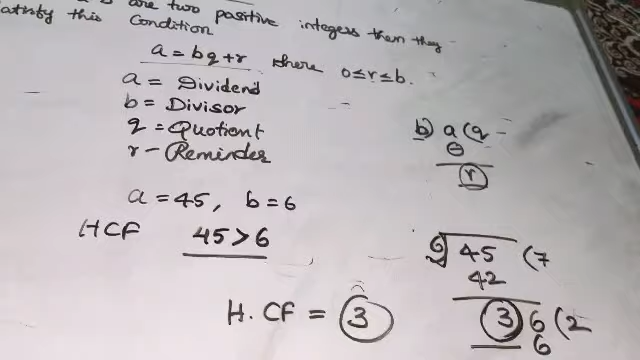 are two positive integers then they
satisfy this Condition
a = bq+r where 0≤r≤b.
a = Dividend
b = Divisor
q = Quotient
r - Reminder
b) a (q -
⊖
r
a = 45, b = 6
HCF 45 > 6
6) 45 (7
42
3 6 (2
6
H.CF = 3